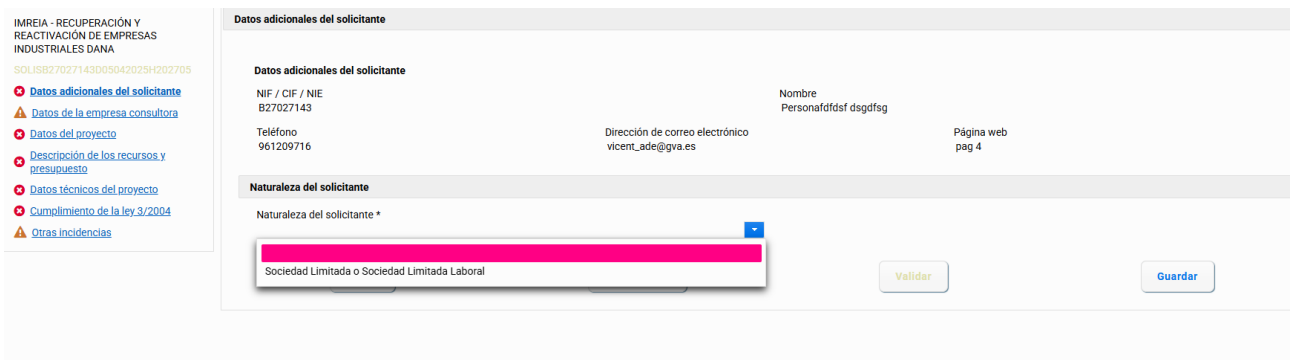 IMREIA - RECUPERACIÓN Y
REACTIVACIÓN DE EMPRESAS
INDUSTRIALES DANA
SOLISB27027143D05042025H202705
Datos adicionales del solicitante
Datos de la empresa consultora
Datos del proyecto
Descripción de los recursos y
presupuesto
Datos técnicos del proyecto
Cumplimiento de la ley 3/2004
Otras incidencias
Datos adicionales del solicitante
Datos adicionales del solicitante
NIF / CIF / NIE
B27027143
Nombre
Personafdfdsf dsgdfsg
Teléfono
961209716
Dirección de correo electrónico
vicent_ade@gva.es
Página web
pag 4
Naturaleza del solicitante
Naturaleza del solicitante *
Sociedad Limitada o Sociedad Limitada Laboral
Validar
Guardar